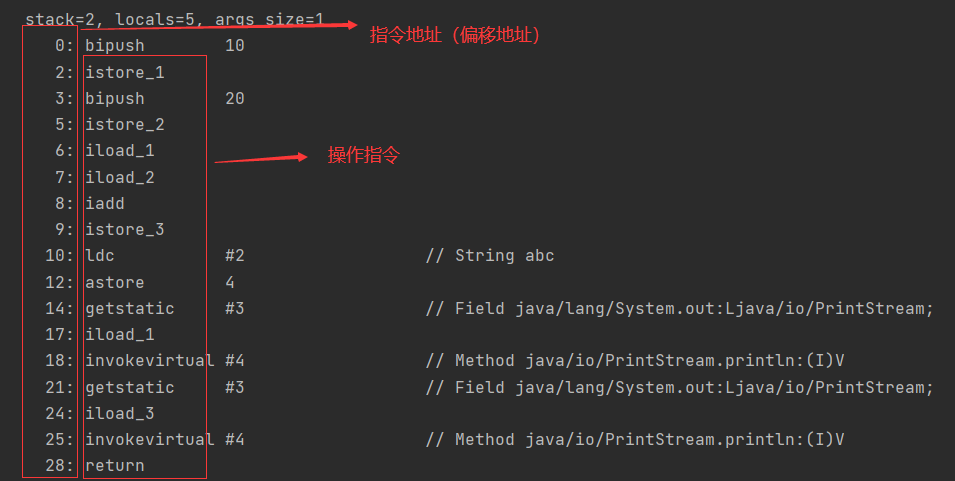 stack=2, locals=5, args_size=1
指令地址（偏移地址）
0: bipush 10
2: istore_1
3: bipush 20
5: istore_2
6: iload_1
操作指令
7: iload_2
8: iadd
9: istore_3
10: ldc #2 // String abc
12: astore 4
14: getstatic #3 // Field java/lang/System.out:Ljava/io/PrintStream;
17: iload_1
18: invokevirtual #4 // Method java/io/PrintStream.println:(I)V
21: getstatic #3 // Field java/lang/System.out:Ljava/io/PrintStream;
24: iload_3
25: invokevirtual #4 // Method java/io/PrintStream.println:(I)V
28: return